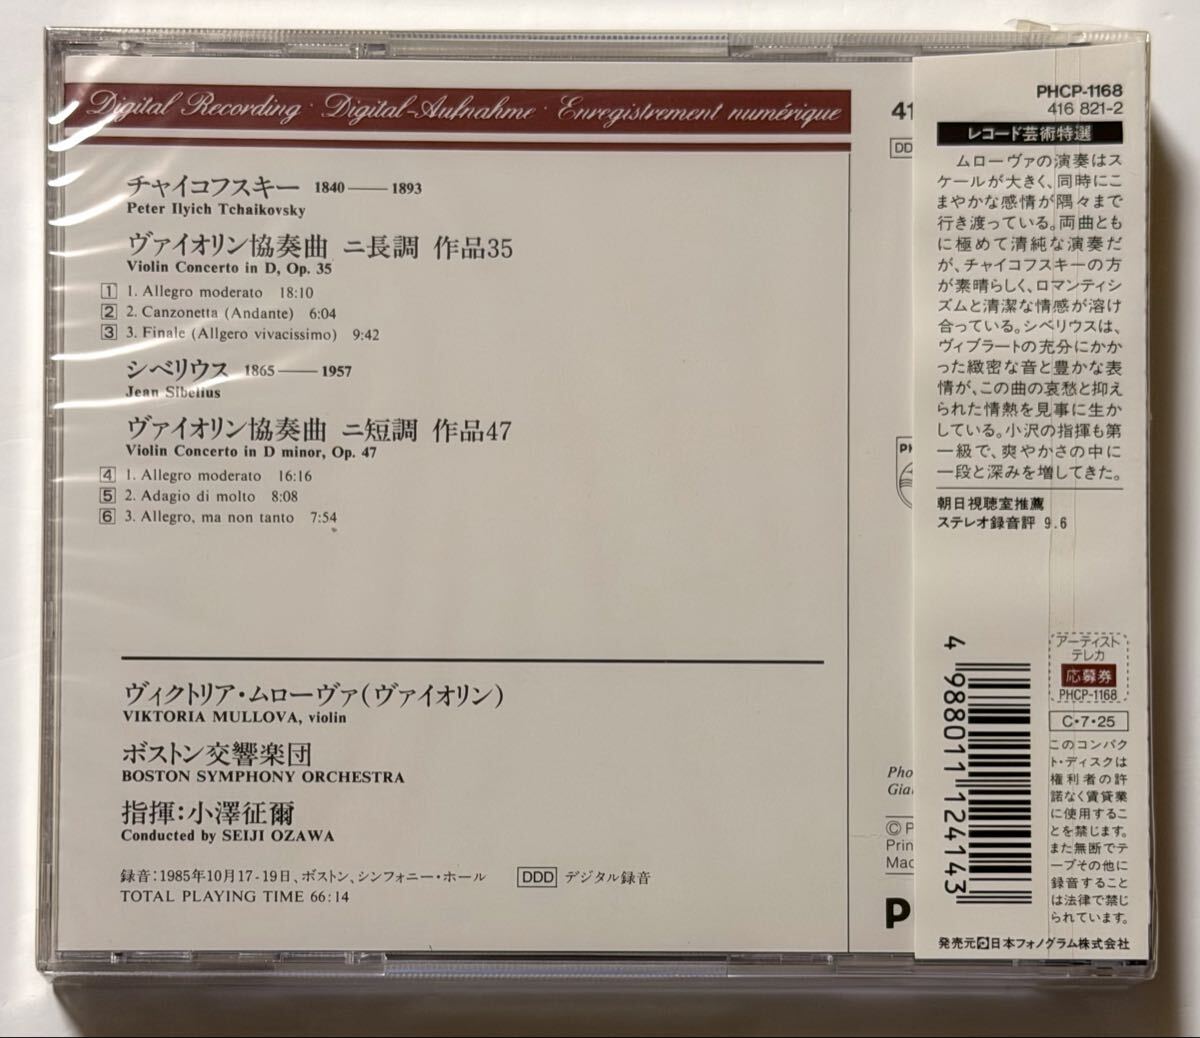 Digital Recording · Digital-Aufnahme · Enregistrement numérique
チャイコフスキー 1840——1893
Peter Ilyich Tchaikovsky
ヴァイオリン協奏曲 ニ長調 作品35
Violin Concerto in D, Op. 35
1 1. Allegro moderato 18:10
2 2. Canzonetta (Andante) 6:04
3 3. Finale (Allgero vivacissimo) 9:42
シベリウス 1865——1957
Jean Sibelius
ヴァイオリン協奏曲 ニ短調 作品47
Violin Concerto in D minor, Op. 47
4 1. Allegro moderato 16:16
5 2. Adagio di molto 8:08
6 3. Allegro, ma non tanto 7:54
ヴィクトリア・ムローヴァ(ヴァイオリン)
VIKTORIA MULLOVA, violin
ボストン交響楽団
BOSTON SYMPHONY ORCHESTRA
指揮:小澤征爾
Conducted by SEIJI OZAWA
録音:1985年10月17-19日、ボストン、シンフォニー・ホール DDD デジタル録音
TOTAL PLAYING TIME 66:14
41
DD
PH
Pho
Gia
© P
Prin
Mad
P
PHCP-1168
416 821-2
レコード芸術特選
ムローヴァの演奏はス
ケールが大きく、同時にこ
まやかな感情が隅々まで
行き渡っている。両曲とも
に極めて清純な演奏だ
が、チャイコフスキーの方
が素晴らしく、ロマンティシ
ズムと清潔な情感が溶け
合っている。シベリウスは、
ヴィブラートの充分にかか
った緻密な音と豊かな表
情が、この曲の哀愁と抑え
られた情熱を見事に生か
している。小沢の指揮も第
一級で、爽やかさの中に
一段と深みを増してきた。
朝日視聴室推薦
ステレオ録音評 9.6
4 988011 124143
アーティスト
テレカ
応募券
PHCP-1168
C・7・25
このコンパク
ト・ディスクは
権利者の許
諾なく賃貸業
に使用するこ
とを禁じます。
また無断でテ
ープその他に
録音すること
は法律で禁じ
られています。
発売元 日本フォノグラム株式会社